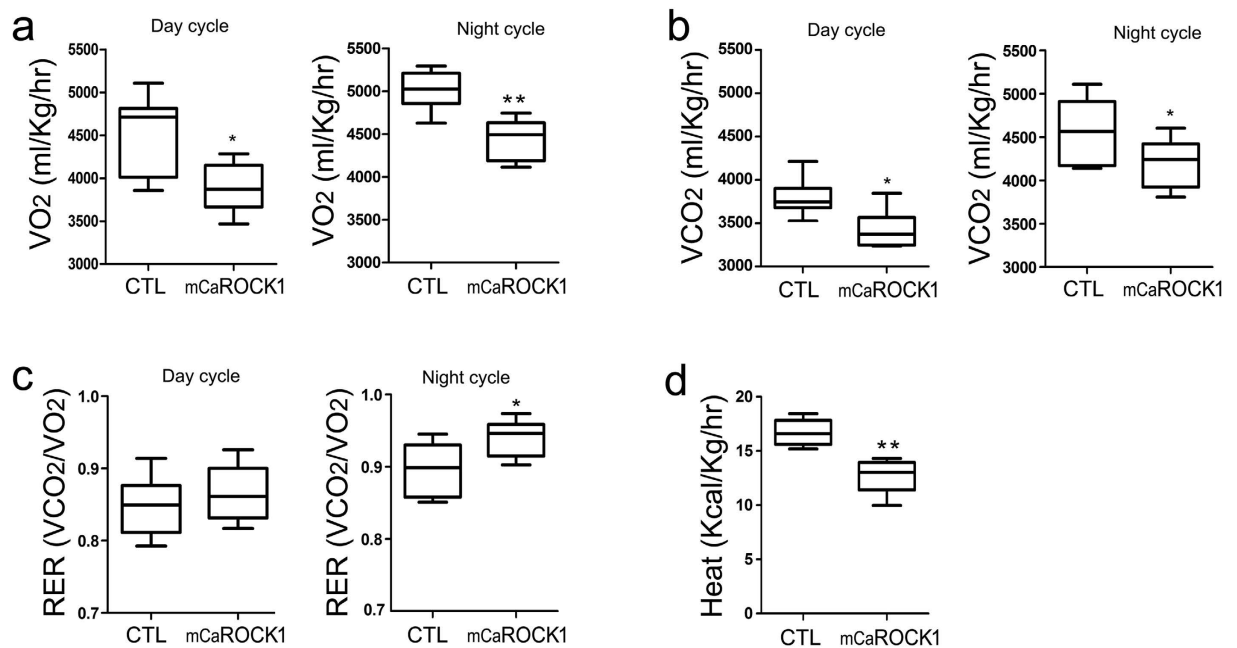 a
Day cycle
VO2 (ml/Kg/hr)
5500
5000
4500
4000
3500
3000
*
CTL
mCaROCK1
Night cycle
VO2 (ml/Kg/hr)
5500
5000
4500
4000
3500
3000
**
CTL
mCaROCK1
b
Day cycle
VCO2 (ml/Kg/hr)
5500
5000
4500
4000
3500
3000
*
CTL
mCaROCK1
Night cycle
VCO2 (ml/Kg/hr)
5500
5000
4500
4000
3500
3000
*
CTL
mCaROCK1
c
Day cycle
RER (VCO2/VO2)
1.0
0.9
0.8
0.7
CTL
mCaROCK1
Night cycle
RER (VCO2/VO2)
1.0
0.9
0.8
0.7
*
CTL
mCaROCK1
d
Heat (Kcal/Kg/hr)
20
15
10
5
0
**
CTL
mCaROCK1